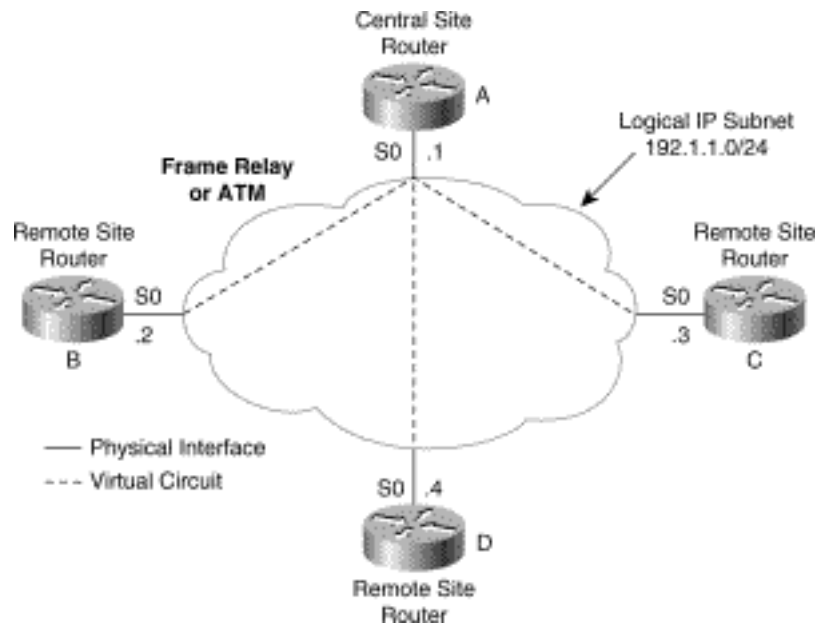 Central Site
Router
A
S0 .1
Logical IP Subnet
192.1.1.0/24
Frame Relay
or ATM
Remote Site
Router
S0
.2
B
Remote Site
Router
S0
.3
C
Physical Interface
Virtual Circuit
S0 .4
D
Remote Site
Router